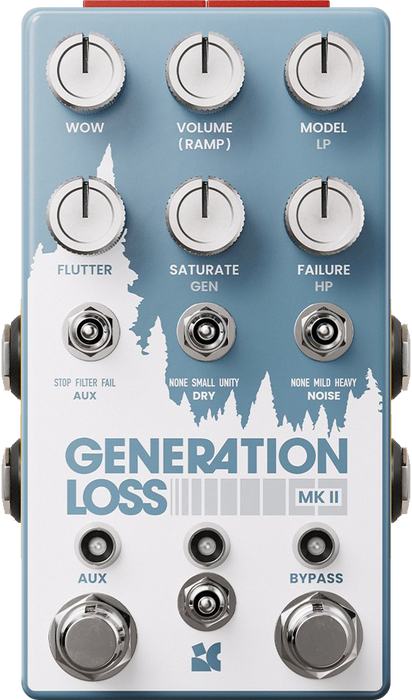 WOW
VOLUME
(RAMP)
MODEL
LP
FLUTTER
SATURATE
GEN
FAILURE
HP
STOP FILTER FAIL
AUX
NONE SMALL UNITY
DRY
NONE MILD HEAVY
NOISE
GENERATION
LOSS
MK II
AUX
BYPASS